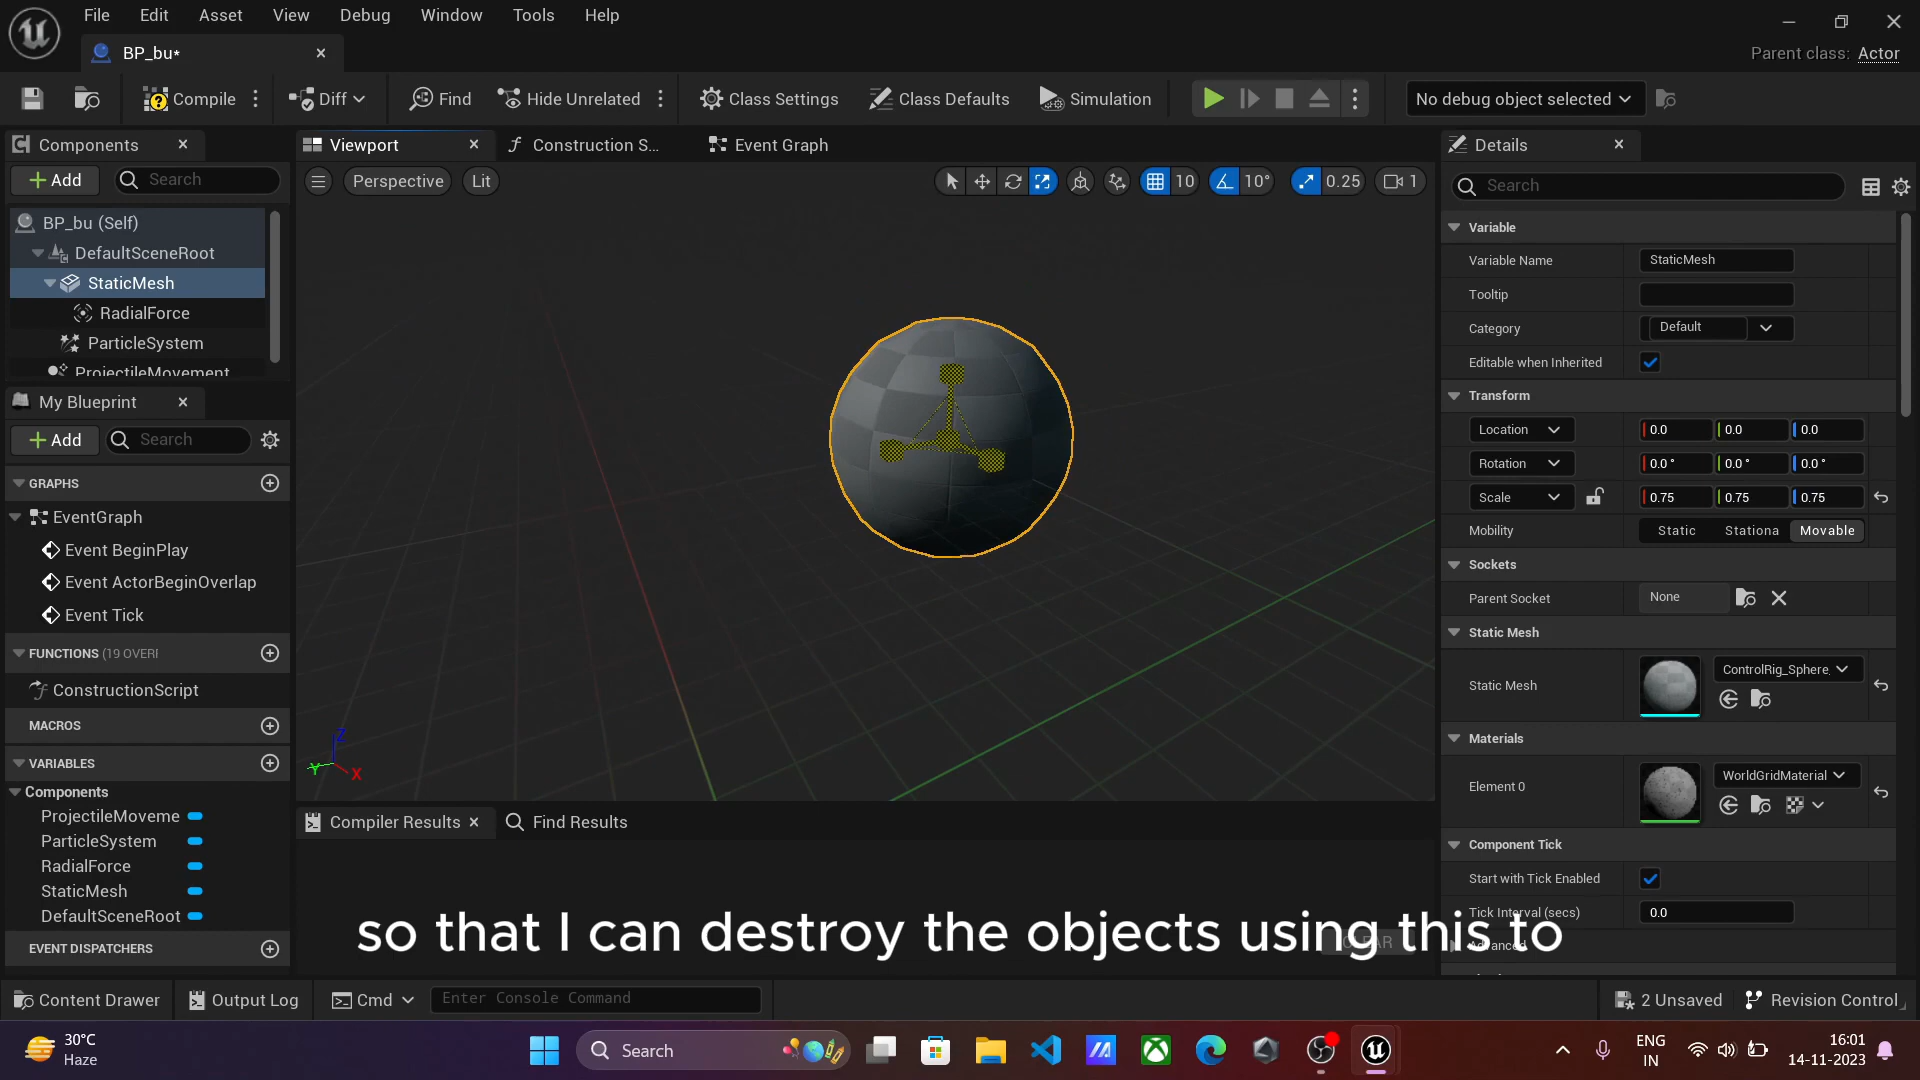 File Edit Asset View Debug Window Tools Help
BP_bu*
Parent class: Actor
Compile Diff Find Hide Unrelated Class Settings Class Defaults Simulation No debug object selected
Components
Add Search
BP_bu (Self)
DefaultSceneRoot
StaticMesh
RadialForce
ParticleSystem
ProjectileMovement
My Blueprint
Add Search
GRAPHS
EventGraph
Event BeginPlay
Event ActorBeginOverlap
Event Tick
FUNCTIONS (19 OVERI
ConstructionScript
MACROS
VARIABLES
Components
ProjectileMoveme
ParticleSystem
RadialForce
StaticMesh
DefaultSceneRoot
EVENT DISPATCHERS
Viewport Construction S... Event Graph
Perspective Lit 10 10° 0.25 1
Z
Y X
Compiler Results Find Results
CLEAR
so that I can destroy the objects using this to
Details
Search
Variable
Variable Name StaticMesh
Tooltip
Category Default
Editable when Inherited
Transform
Location 0.0 0.0 0.0
Rotation 0.0 ° 0.0 ° 0.0 °
Scale 0.75 0.75 0.75
Mobility Static Stationa Movable
Sockets
Parent Socket None
Static Mesh
Static Mesh ControlRig_Sphere
Materials
Element 0 WorldGridMaterial
Component Tick
Start with Tick Enabled
Tick Interval (secs) 0.0
Advanced
Content Drawer Output Log Cmd Enter Console Command 2 Unsaved Revision Control
30°C
Haze
Search
ENG
IN
16:01
14-11-2023